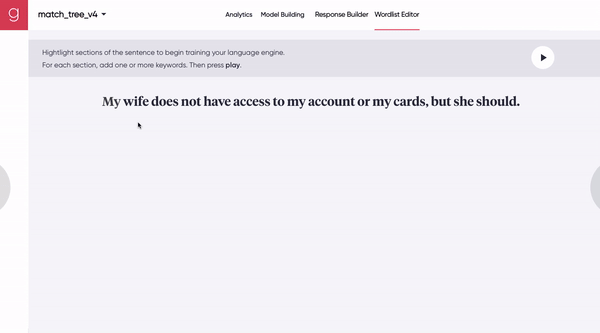 g match_tree_v4 Analytics Model Building Response Builder Wordlist Editor
Hightlight sections of the sentence to begin training your language engine.
For each section, add one or more keywords. Then press play.
My wife does not have access to my account or my cards, but she should.